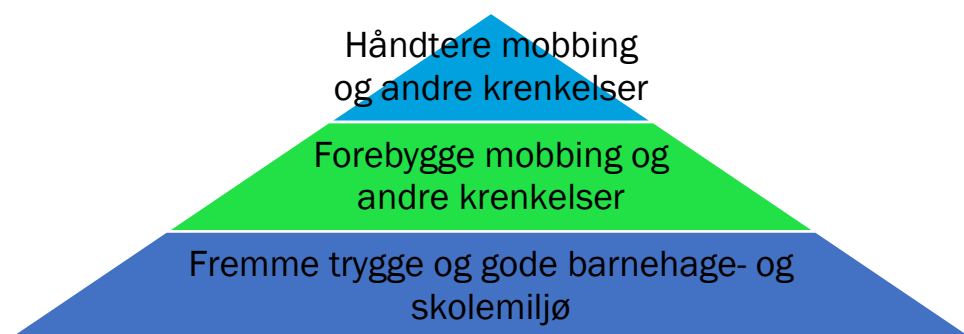 Håndtere mobbing
og andre krenkelser
Forebygge mobbing og
andre krenkelser
Fremme trygge og gode barnehage- og
skolemiljø